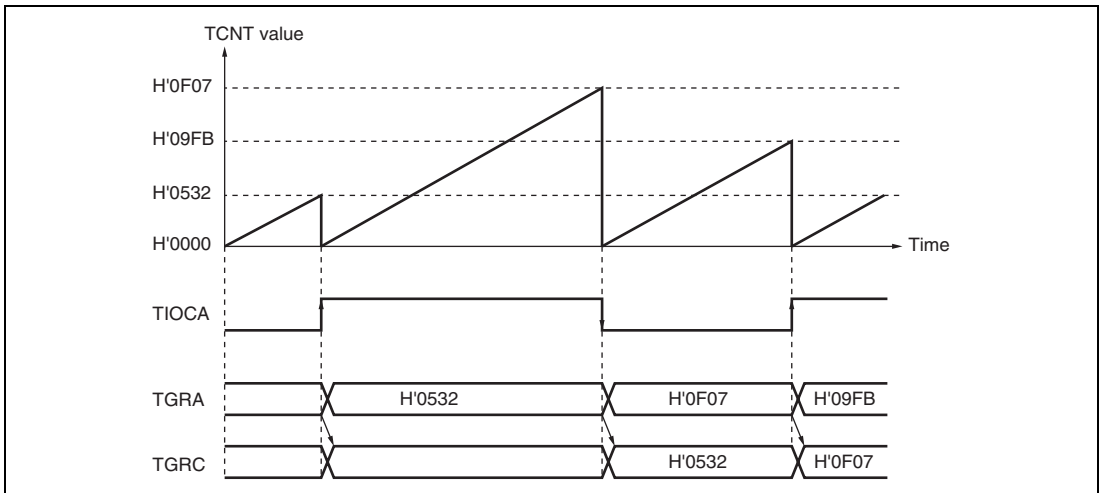 TCNT value
H'0F07
H'09FB
H'0532
H'0000
Time
TIOCA
TGRA
H'0532
H'0F07
H'09FB
TGRC
H'0532
H'0F07